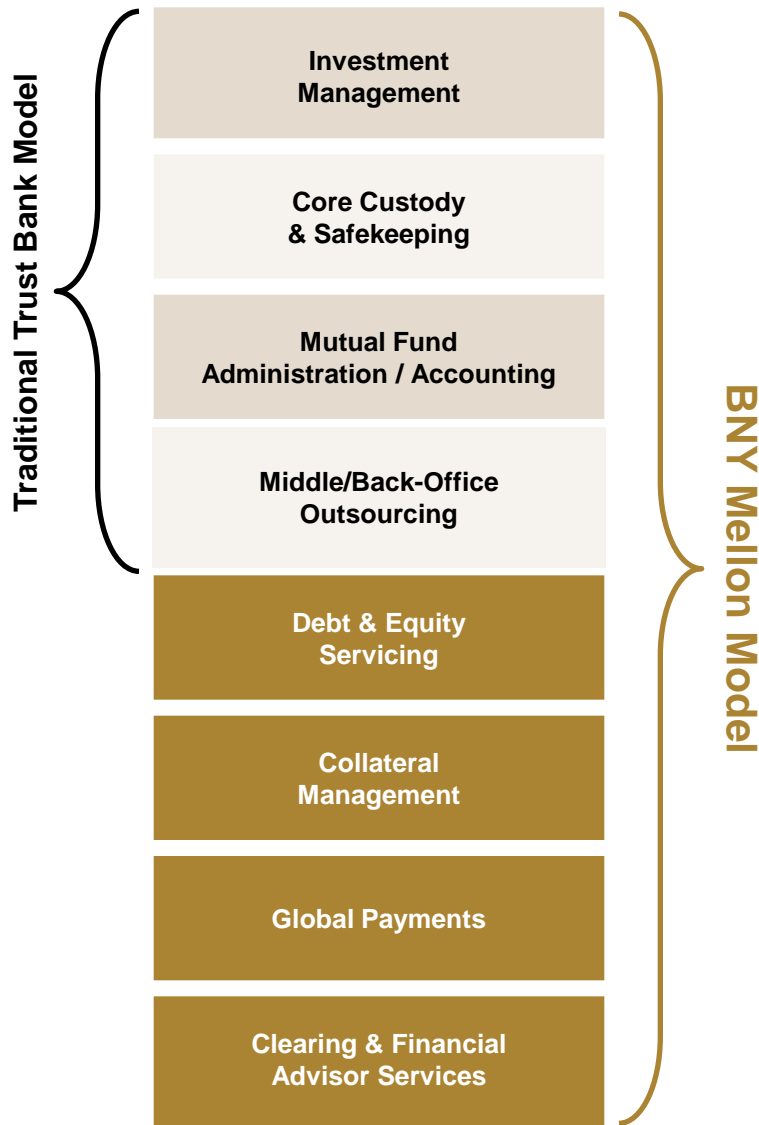 Traditional Trust Bank Model
Investment
Management
Core Custody
& Safekeeping
Mutual Fund
Administration / Accounting
Middle/Back-Office
Outsourcing
Debt & Equity
Servicing
Collateral
Management
Global Payments
Clearing & Financial
Advisor Services
BNY Mellon Model